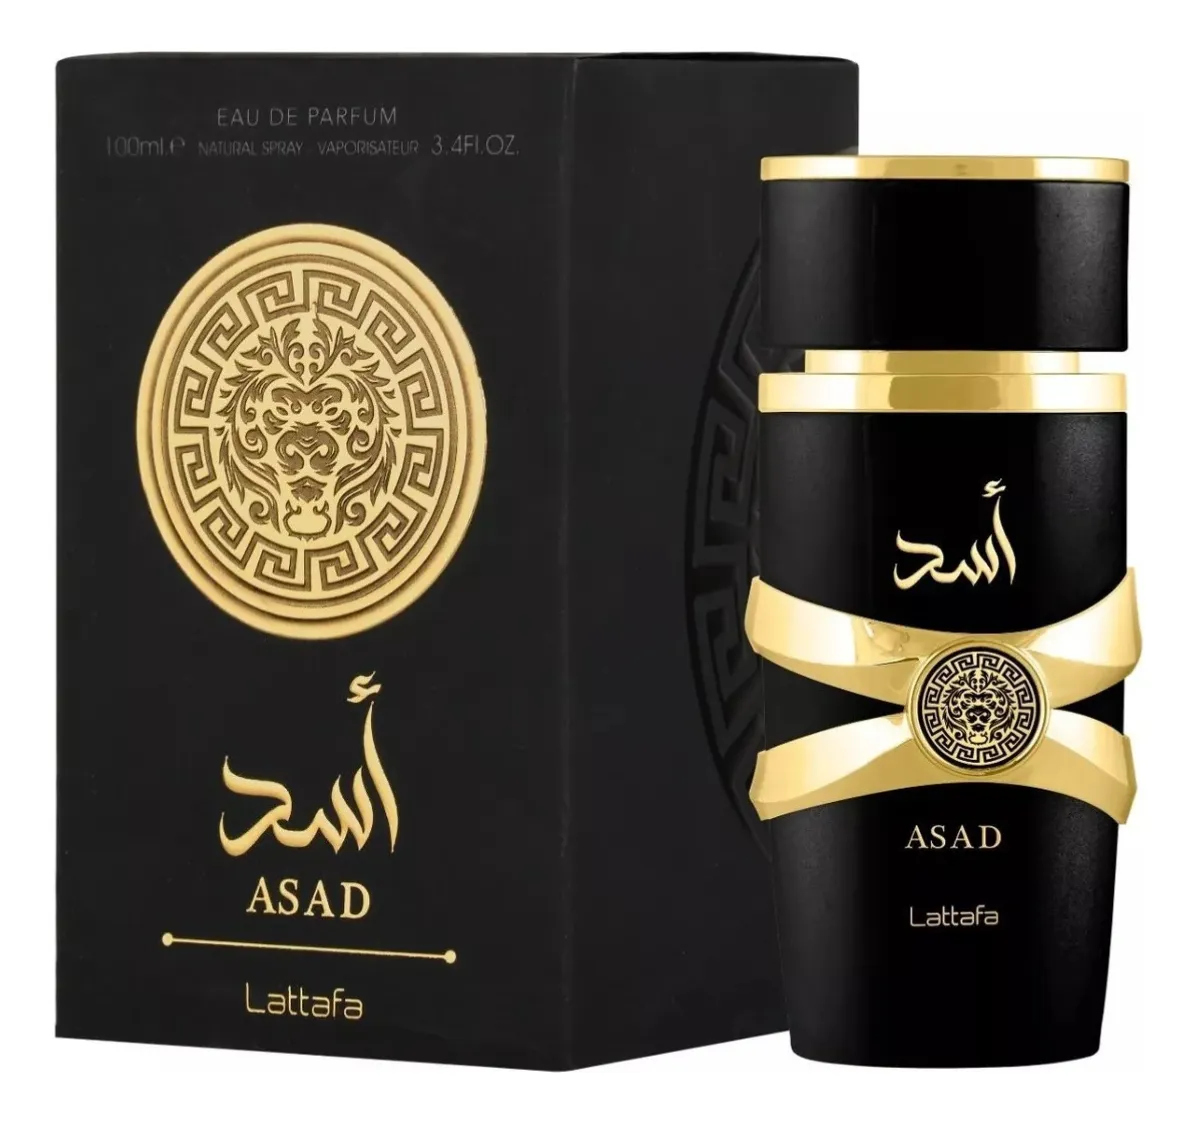 EAU DE PARFUM
100ml.e NATURAL SPRAY VAPORISATEUR 3.4Fl.OZ.
أسد
ASAD
Lattafa
أسد
ASAD
Lattafa